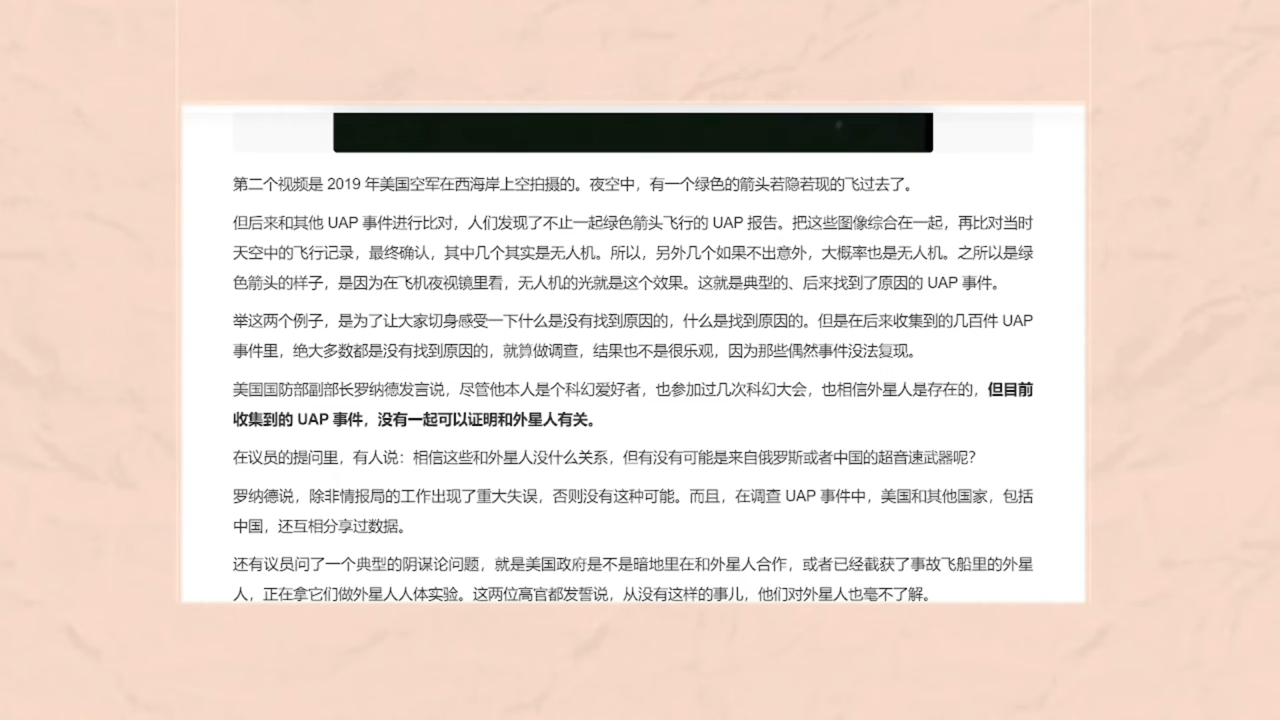 第二个视频是 2019 年美国空军在西海岸上空拍摄的。夜空中，有一个绿色的箭头若隐若现的飞过去了。
但后来和其他 UAP 事件进行比对，人们发现了不止一起绿色箭头飞行的 UAP 报告。把这些图像综合在一起，再比对当时
天空中的飞行记录，最终确认，其中几个其实是无人机。所以，另外几个如果不出意外，大概率也是无人机。之所以是绿
色箭头的样子，是因为在飞机夜视镜里看，无人机的光就是这个效果。这就是典型的、后来找到了原因的 UAP 事件。
举这两个例子，是为了让大家切身感受一下什么是没有找到原因的，什么是找到原因的。但是在后来收集到的几百件 UAP
事件里，绝大多数都是没有找到原因的，就算做调查，结果也不是很乐观，因为那些偶然事件没法复现。
美国国防部副部长罗纳德发言说，尽管他本人是个科幻爱好者，也参加过几次科幻大会，也相信外星人是存在的，但目前
收集到的 UAP 事件，没有一起可以证明和外星人有关。
在议员的提问里，有人说：相信这些和外星人没什么关系，但有没有可能是来自俄罗斯或者中国的超音速武器呢？
罗纳德说，除非情报局的工作出现了重大失误，否则没有这种可能。而且，在调查 UAP 事件中，美国和其他国家，包括
中国，还互相分享过数据。
还有议员问了一个典型的阴谋论问题，就是美国政府是不是暗地里在和外星人合作，或者已经截获了事故飞船里的外星
人，正在拿它们做外星人人体实验。这两位高官都发誓说，从没有这样的事儿，他们对外星人也毫不了解。